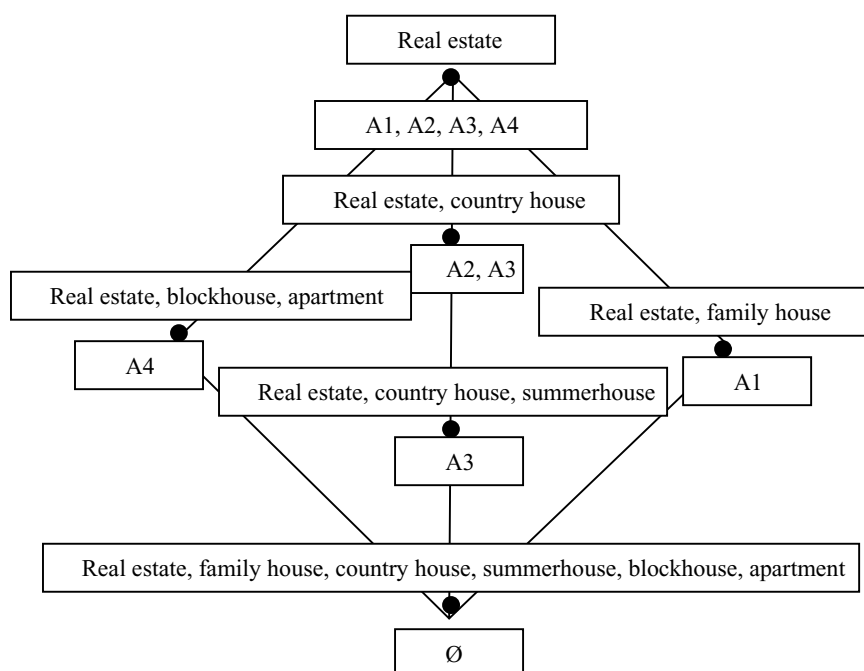 Real estate
A1, A2, A3, A4
Real estate, country house
A2, A3
Real estate, blockhouse, apartment
Real estate, family house
A4
A1
Real estate, country house, summerhouse
A3
Real estate, family house, country house, summerhouse, blockhouse, apartment
Ø